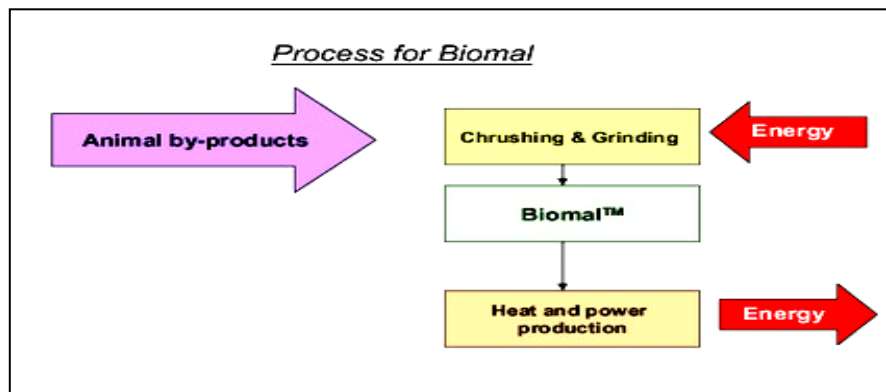 Process for Biomal
Animal by-products
Chrushing & Grinding
Energy
Biomal™
Heat and power
production
Energy